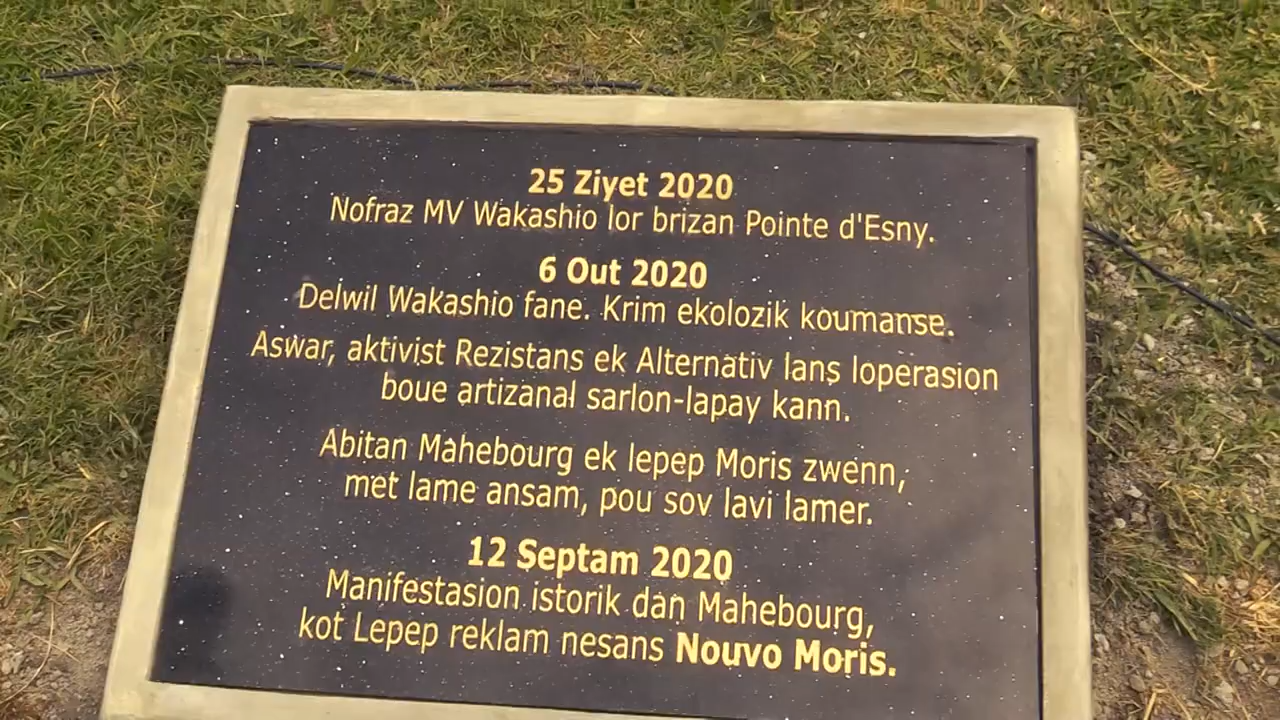 25 Ziyet 2020
Nofraz MV Wakashio lor brizan Pointe d'Esny.
6 Out 2020
Delwil Wakashio fane. Krim ekolozik koumanse.
Aswar, aktivist Rezistans ek Alternativ lans loperasion
boue artizanal sarlon-lapay kann.
Abitan Mahebourg ek lepep Moris zwenn,
met lame ansam, pou sov lavi lamer.
12 Septam 2020
Manifestasion istorik dan Mahebourg,
kot Lepep reklam nesans Nouvo Moris.